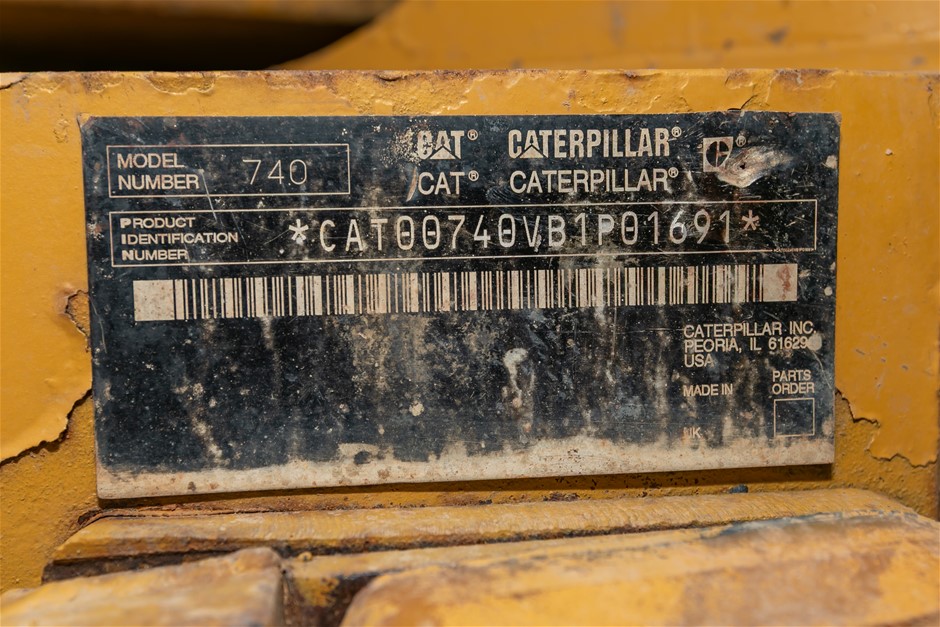 CAT® CATERPILLAR® ®
CAT® CATERPILLAR®
MODEL
NUMBER 740
PRODUCT
IDENTIFICATION
NUMBER
*CAT00740VB1P01691*
CATERPILLAR INC.
PEORIA, IL 61629
USA
MADE IN
UK
PARTS
ORDER